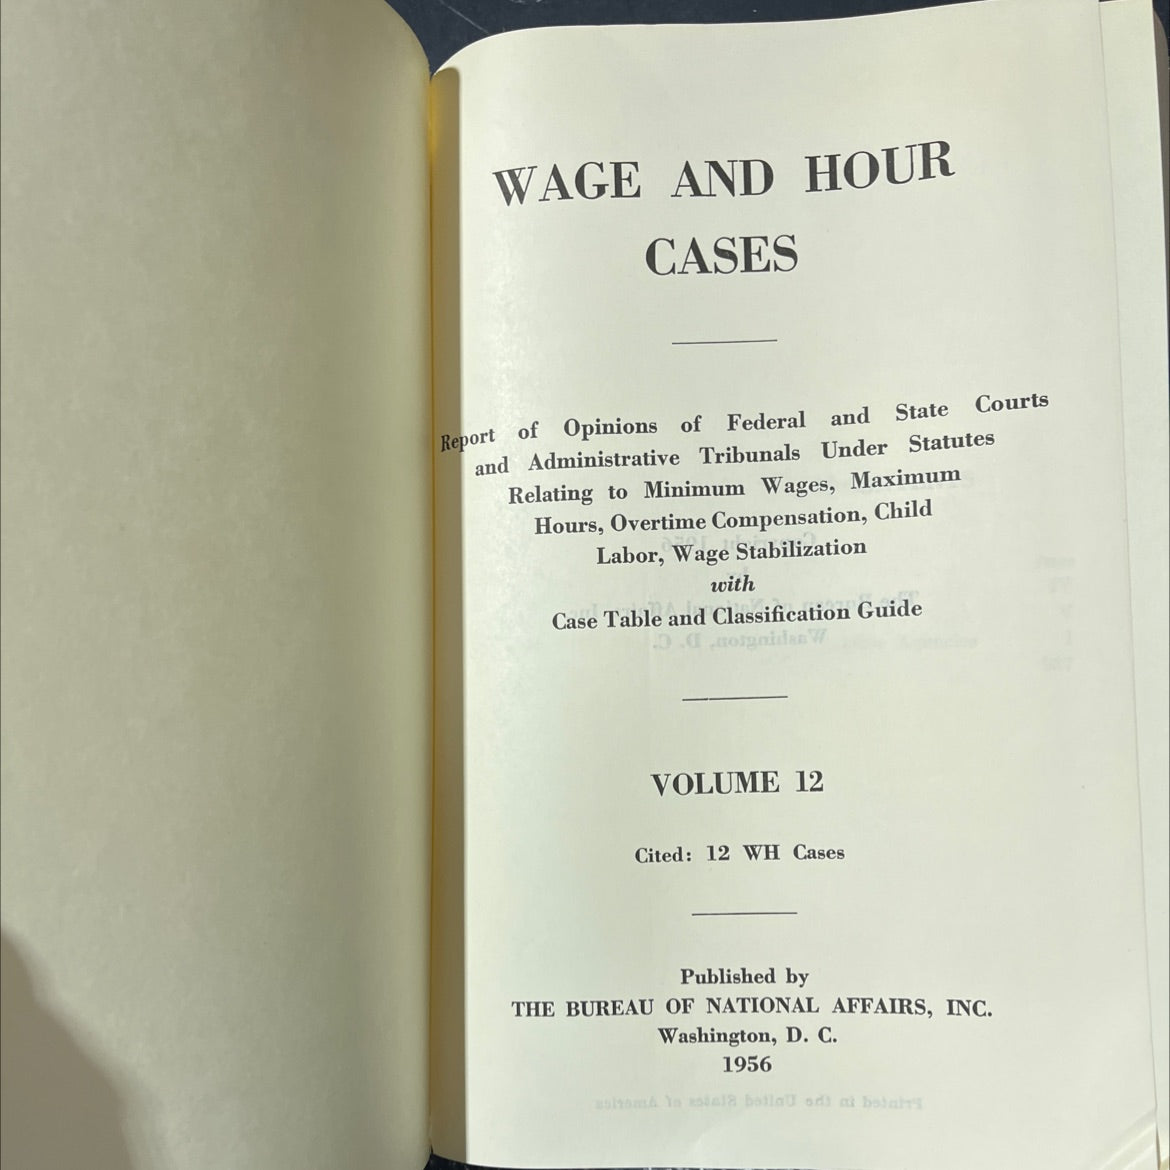 WAGE AND HOUR
CASES
Report of Opinions of Federal and State Courts
and Administrative Tribunals Under Statutes
Relating to Minimum Wages, Maximum
Hours, Overtime Compensation, Child
Labor, Wage Stabilization
with
Case Table and Classification Guide
VOLUME 12
Cited: 12 WH Cases
Published by
THE BUREAU OF NATIONAL AFFAIRS, INC.
Washington, D. C.
1956